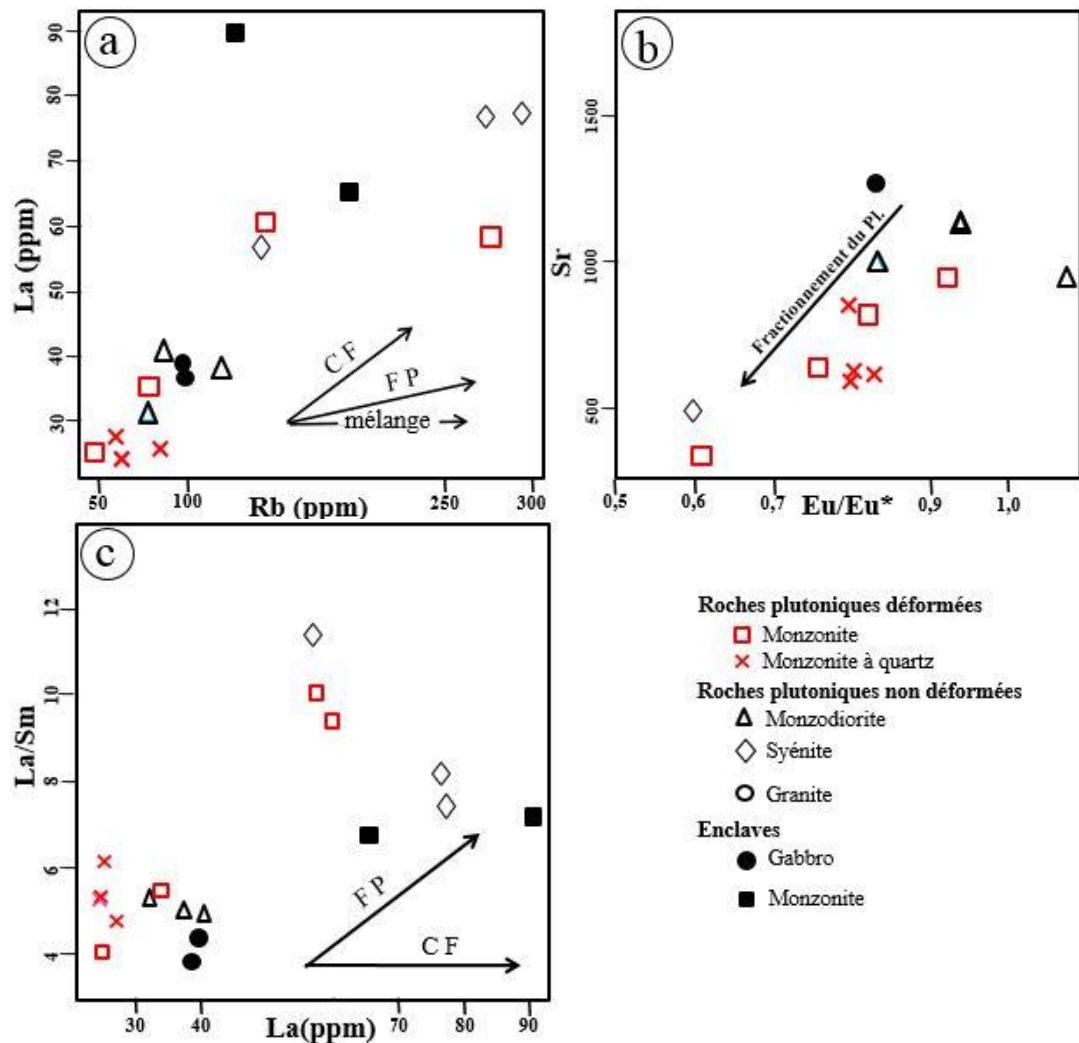 a
90
80
70
60
50
40
30
La (ppm)
C F
F P
mélange
50
100
250
300
Rb (ppm)
b
1500
1000
500
Sr
Fractionnement du Pl.
0,5
0,6
0,7
0,9
1,0
Eu/Eu*
c
12
10
8
6
4
La/Sm
F P
C F
30
40
70
80
90
La(ppm)
Roches plutoniques déformées
Monzonite
Monzonite à quartz
Roches plutoniques non déformées
Monzodiorite
Syénite
Granite
Enclaves
Gabbro
Monzonite